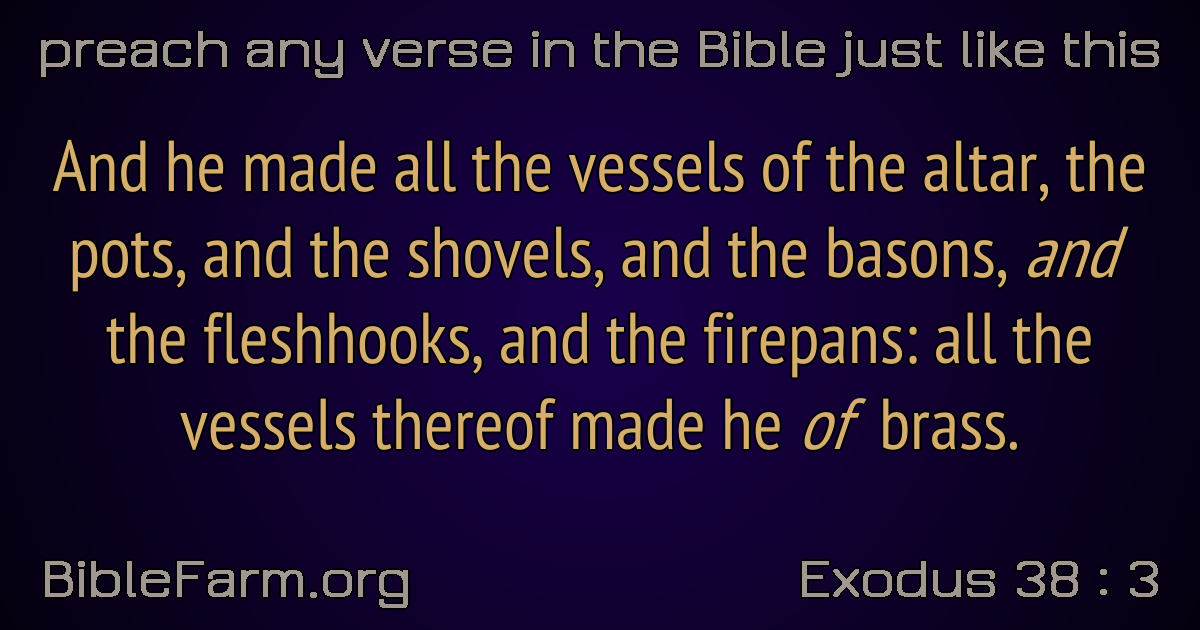 preach any verse in the Bible just like this
And he made all the vessels of the altar, the
pots, and the shovels, and the basons, and
the fleshhooks, and the firepans: all the
vessels thereof made he of brass.
BibleFarm.org
Exodus 38 : 3